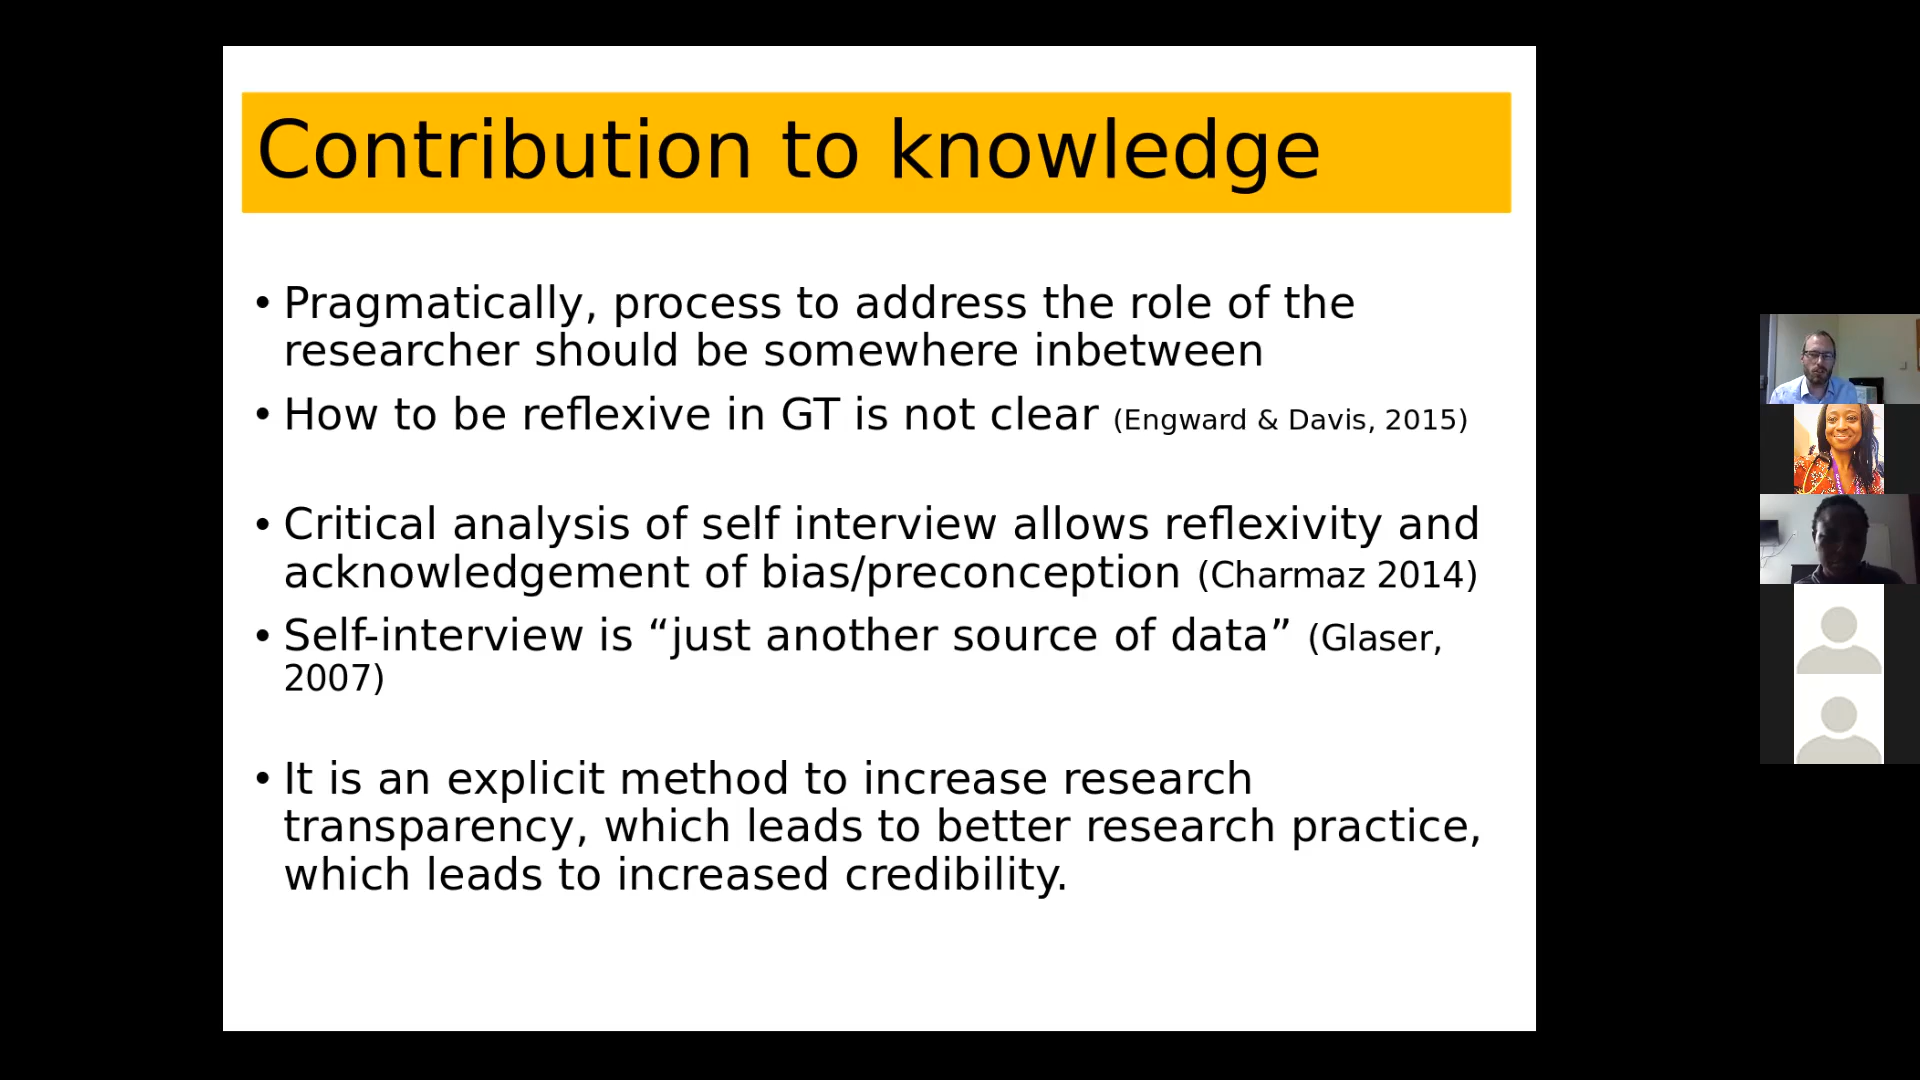 Contribution to knowledge
• Pragmatically, process to address the role of the
researcher should be somewhere inbetween
• How to be reflexive in GT is not clear (Engward & Davis, 2015)
• Critical analysis of self interview allows reflexivity and
acknowledgement of bias/preconception (Charmaz 2014)
• Self-interview is “just another source of data” (Glaser,
2007)
• It is an explicit method to increase research
transparency, which leads to better research practice,
which leads to increased credibility.